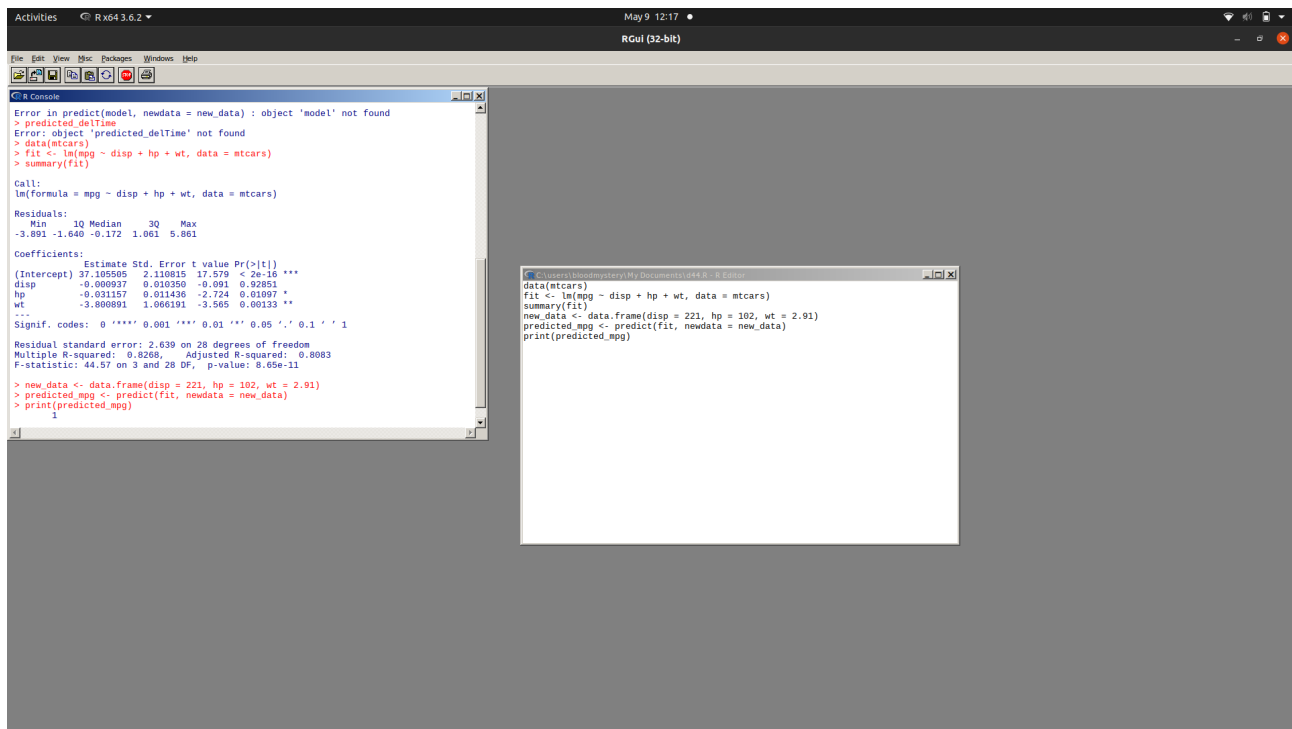 Activities R x64 3.6.2 May 9 12:17
RGui (32-bit)
File Edit View Misc Packages Windows Help
STOP
R Console
Error in predict(model, newdata = new_data) : object 'model' not found
> predicted_delTime
Error: object 'predicted_delTime' not found
> data(mtcars)
> fit <- lm(mpg ~ disp + hp + wt, data = mtcars)
> summary(fit)
Call:
lm(formula = mpg ~ disp + hp + wt, data = mtcars)
Residuals:
Min 1Q Median 3Q Max
-3.891 -1.640 -0.172 1.061 5.861
Coefficients:
Estimate Std. Error t value Pr(>|t|)
(Intercept) 37.105505 2.110815 17.579 < 2e-16 ***
disp -0.000937 0.010350 -0.091 0.92851
hp -0.031157 0.011436 -2.724 0.01097 *
wt -3.800891 1.066191 -3.565 0.00133 **
---
Signif. codes: 0 ‘***’ 0.001 ‘**’ 0.01 ‘*’ 0.05 ‘.’ 0.1 ‘ ’ 1
Residual standard error: 2.639 on 28 degrees of freedom
Multiple R-squared: 0.8268, Adjusted R-squared: 0.8083
F-statistic: 44.57 on 3 and 28 DF, p-value: 8.65e-11
> new_data <- data.frame(disp = 221, hp = 102, wt = 2.91)
> predicted_mpg <- predict(fit, newdata = new_data)
> print(predicted_mpg)
1
C:\users\bloodmystery\My Documents\d44.R - R Editor
data(mtcars)
fit <- lm(mpg ~ disp + hp + wt, data = mtcars)
summary(fit)
new_data <- data.frame(disp = 221, hp = 102, wt = 2.91)
predicted_mpg <- predict(fit, newdata = new_data)
print(predicted_mpg)